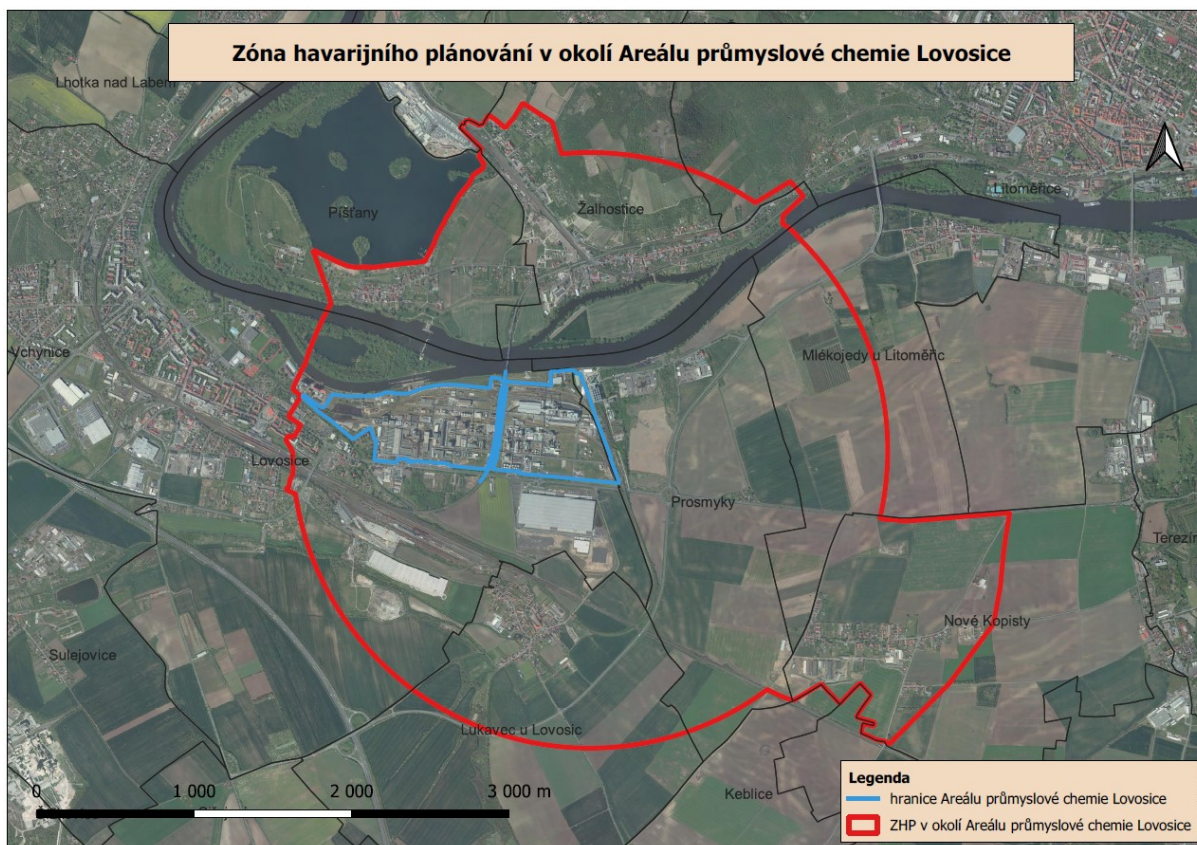 Zóna havarijního plánování v okolí Areálu průmyslové chemie Lovosice
Lhotka nad Labem
Litoměřice
Píšťany
Žalhostice
Vchynice
Mlékojedy u Litoměřic
Lovosice
Prosmyky
Terezín
Nové Kopisty
Sulejovice
Lukavec u Lovosic
Keblice
0 1 000 2 000 3 000 m
Legenda
hranice Areálu průmyslové chemie Lovosice
ZHP v okolí Areálu průmyslové chemie Lovosice